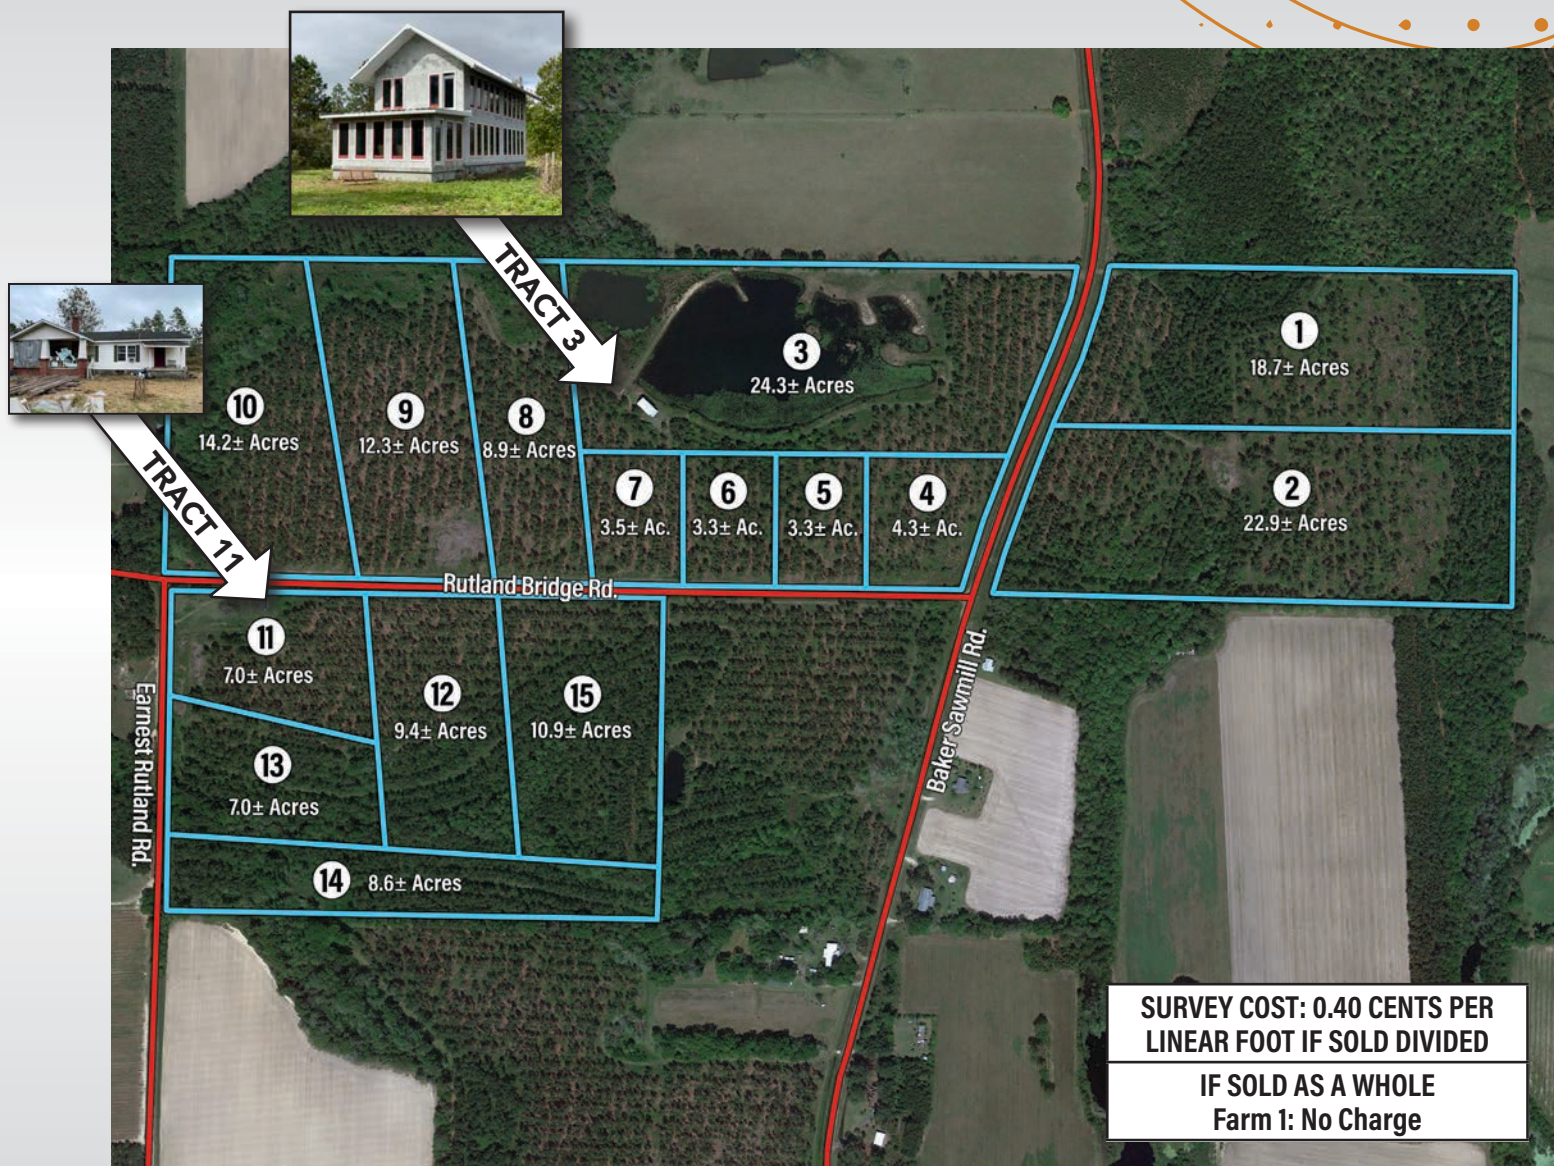 TRACT 3
TRACT 11
1
18.7± Acres
2
22.9± Acres
3
24.3± Acres
4
4.3± Ac.
5
3.3± Ac.
6
3.3± Ac.
7
3.5± Ac.
8
8.9± Acres
9
12.3± Acres
10
14.2± Acres
Rutland Bridge Rd.
11
7.0± Acres
12
9.4± Acres
15
10.9± Acres
13
7.0± Acres
14
8.6± Acres
Earnest Rutland Rd.
Baker Sawmill Rd.
SURVEY COST: 0.40 CENTS PER
LINEAR FOOT IF SOLD DIVIDED
IF SOLD AS A WHOLE
Farm 1: No Charge